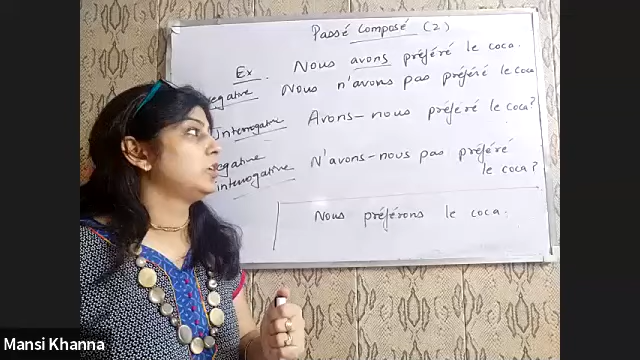 Passé Composé (2)
Ex. Nous avons préféré le coca.
negative Nous n'avons pas préféré le coca
Interrogative Avons-nous préféré le coca?
negative
interrogative N'avons-nous pas préféré
le coca?
Nous préférons le coca.
Mansi Khanna